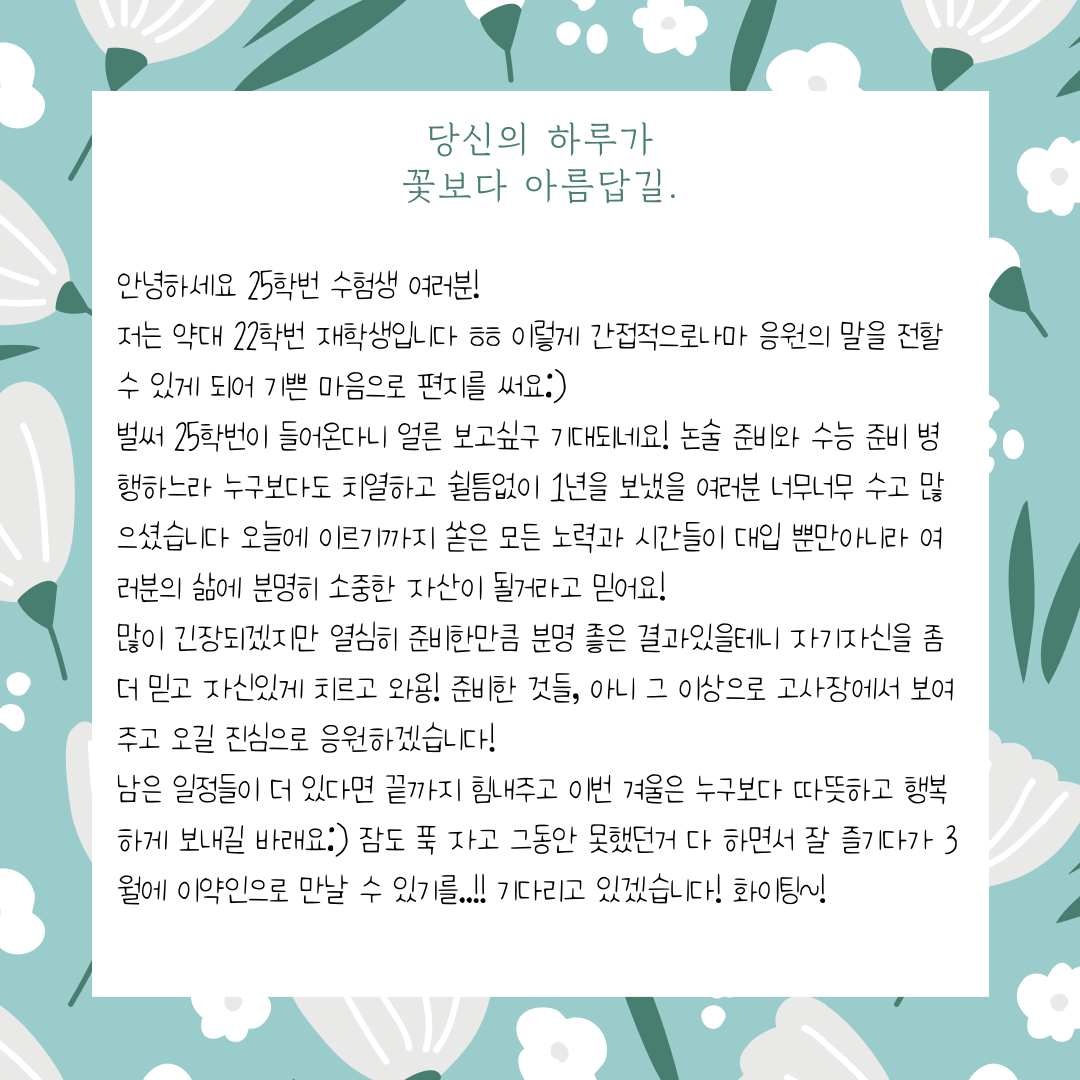 당신의 하루가
꽃보다 아름답길.
안녕하세요 25학번 수험생 여러분!
저는 약대 22학번 재학생입니다 ㅎㅎ 이렇게 간접적으로나마 응원의 말을 전할
수 있게 되어 기쁜 마음으로 편지를 써요:)
벌써 25학번이 들어온다니 얼른 보고싶구 기대되네요! 논술 준비와 수능 준비 병
행하느라 누구보다도 치열하고 쉴틈없이 1년을 보냈을 여러분 너무너무 수고 많
으셨습니다 오늘에 이르기까지 쏟은 모든 노력과 시간들이 대입 뿐만아니라 여
러분의 삶에 분명히 소중한 자산이 될거라고 믿어요!
많이 긴장되겠지만 열심히 준비한만큼 분명 좋은 결과있을테니 자기자신을 좀
더 믿고 자신있게 치르고 와용! 준비한 것들, 아니 그 이상으로 고사장에서 보여
주고 오길 진심으로 응원하겠습니다!
남은 일정들이 더 있다면 끝까지 힘내주고 이번 겨울은 누구보다 따뜻하고 행복
하게 보내길 바래요:) 잠도 푹 자고 그동안 못했던거 다 하면서 잘 즐기다가 3
월에 이약인으로 만날 수 있기를...!! 기다리고 있겠습니다! 화이팅~!